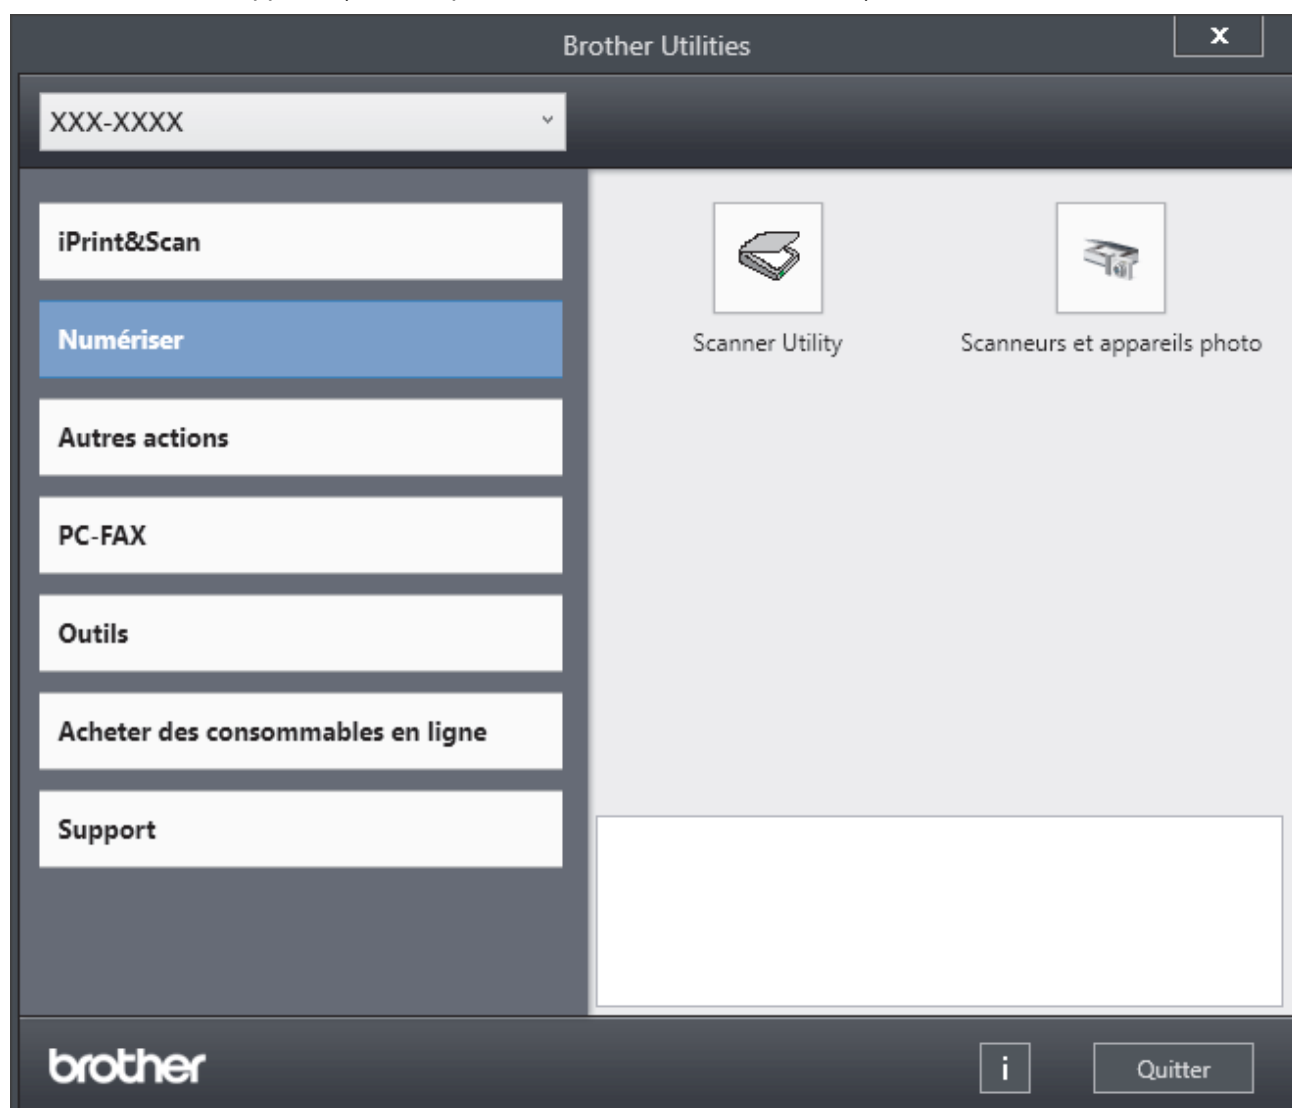 Brother Utilities
x
XXX-XXXX
iPrint&Scan
Numériser
Autres actions
PC-FAX
Outils
Acheter des consommables en ligne
Support
Scanner Utility
Scanneurs et appareils photo
brother
i
Quitter